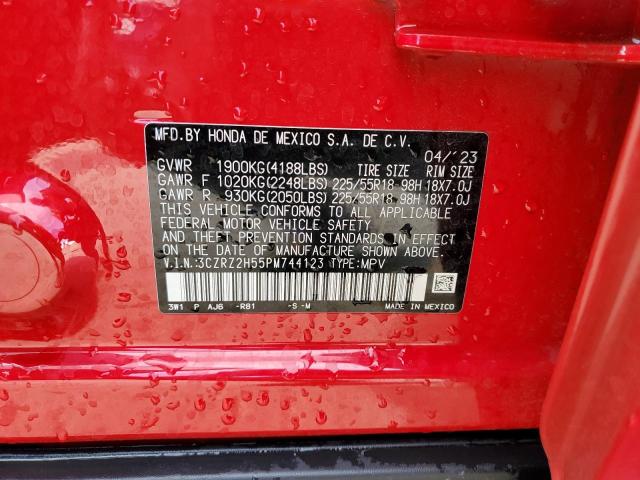 MFD.BY HONDA DE MEXICO S.A. DE C.V.
04/'23
GVWR 1900KG(4188LBS) TIRE SIZE RIM SIZE
GAWR F 1020KG(2248LBS) 225/55R18 98H 18X7.0J
GAWR R 930KG(2050LBS) 225/55R18 98H 18X7.0J
THIS VEHICLE CONFORMS TO ALL APPLICABLE
FEDERAL MOTOR VEHICLE SAFETY
AND THEFT PREVENTION STANDARDS IN EFFECT
ON THE DATE OF MANUFACTURE SHOWN ABOVE.
V.I.N.:3CZRZ2H55PM744123 TYPE:MPV
3W1 P AJ6 -R81 -S -M MADE IN MEXICO